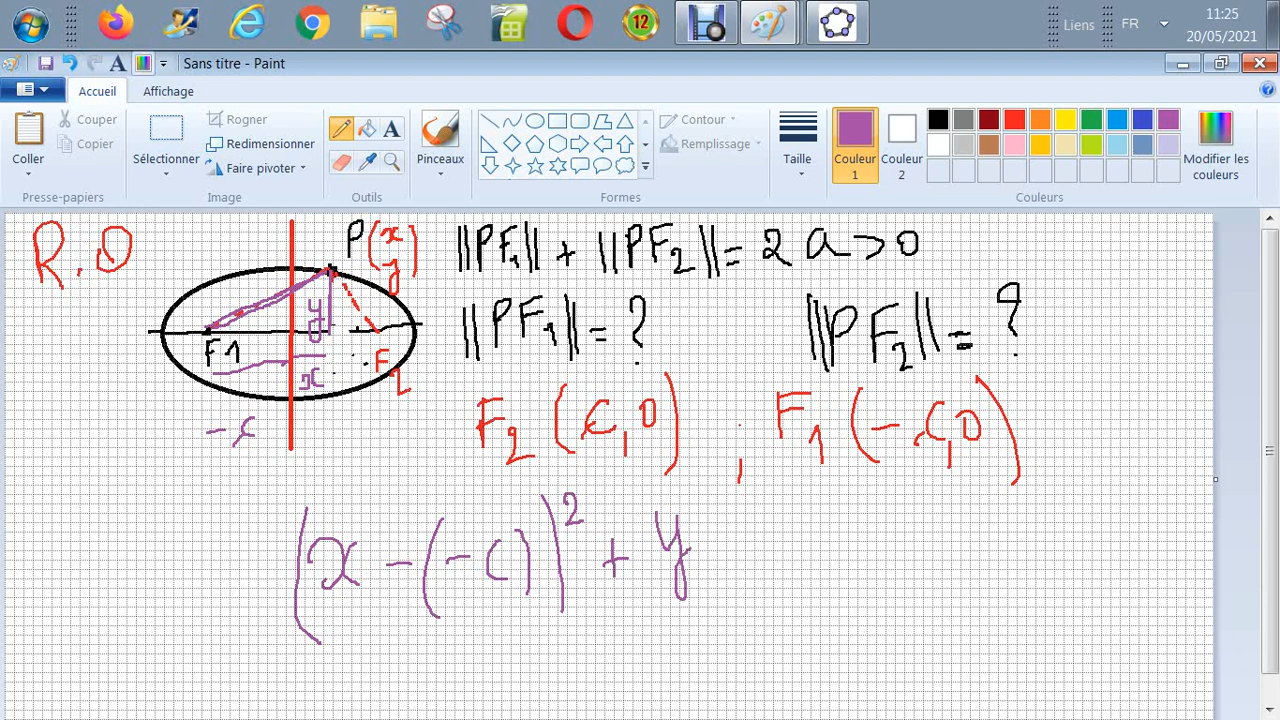 12
Liens
FR
11:25
20/05/2021
Sans titre - Paint
Accueil
Affichage
Coller
Couper
Copier
Presse-papiers
Sélectionner
Rogner
Redimensionner
Faire pivoter
Image
A
Outils
Pinceaux
Contour
Remplissage
Formes
Taille
Couleur 1
Couleur 2
Modifier les couleurs
Couleurs
R.O
P(x
y)
||PF1|| + ||PF2|| = 2a > 0
||PF1|| = ?
||PF2|| = ?
y
F1
F2
x
-c
F2 (c,0) , F1 (-c,0)
(x - (-c))² + y